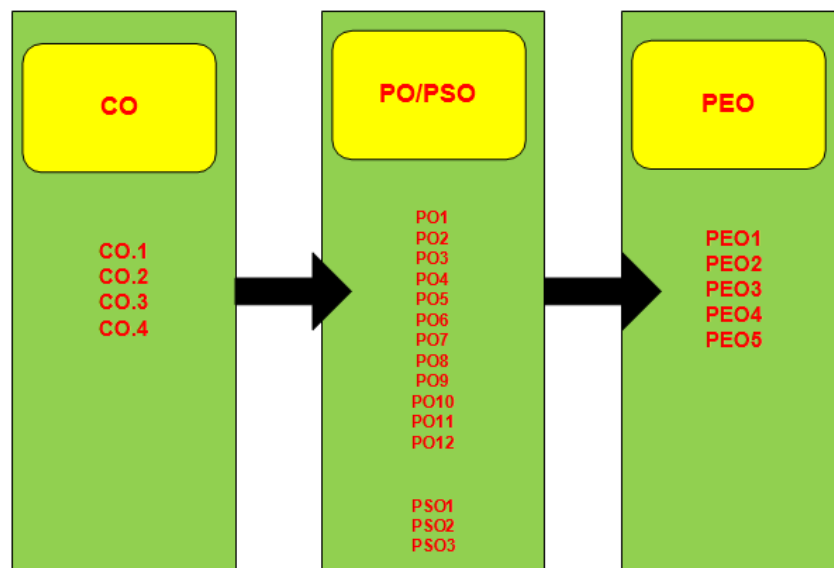 CO
CO.1
CO.2
CO.3
CO.4
PO/PSO
PO1
PO2
PO3
PO4
PO5
PO6
PO7
PO8
PO9
PO10
PO11
PO12
PSO1
PSO2
PSO3
PEO
PEO1
PEO2
PEO3
PEO4
PEO5